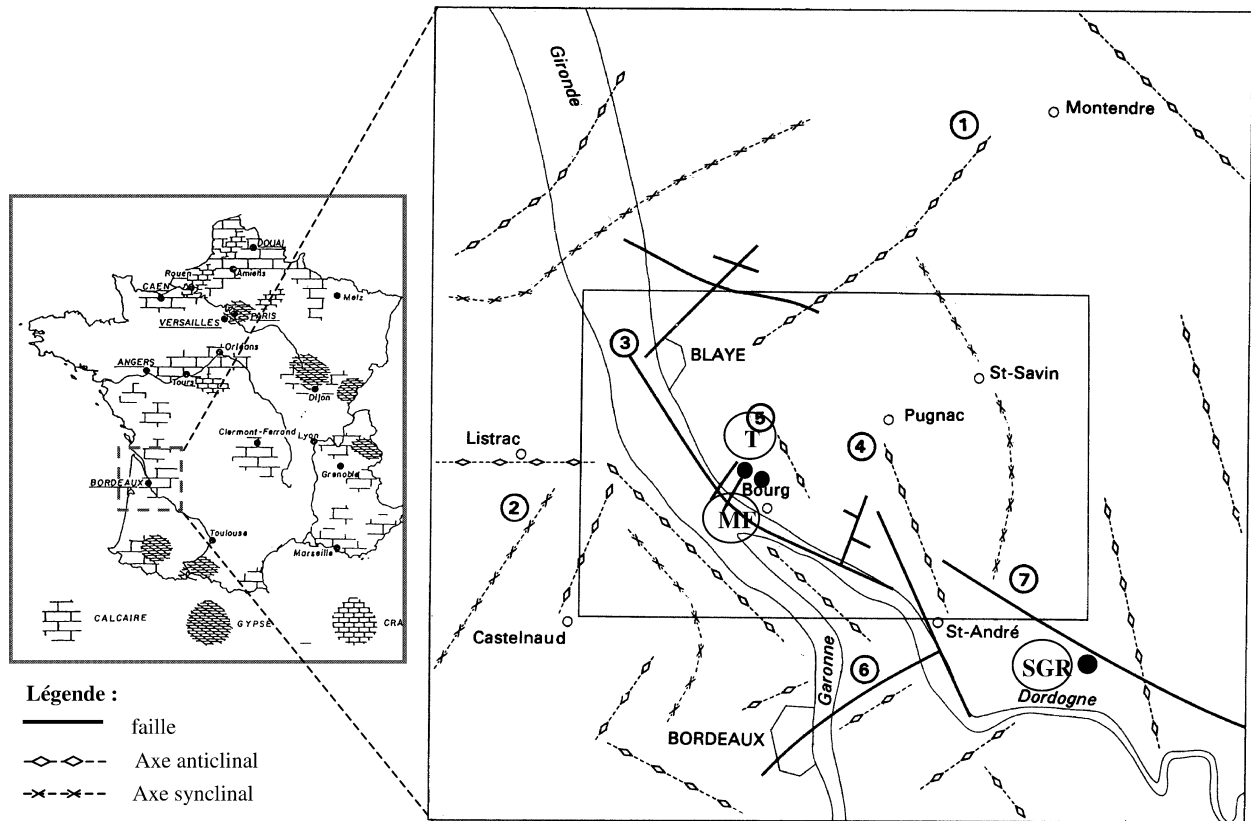 DOUAI
Rouen
Amiens
CAEN
Metz
PARIS
VERSAILLES
Orléans
ANGERS
Tours
Dijon
Clermont-Ferrand
Lyon
Grenoble
BORDEAUX
Toulouse
Marseille
CALCAIRE
GYPSE
CRA
Légende :
faille
Axe anticlinal
Axe synclinal
Gironde
1
Montendre
3
BLAYE
St-Savin
5
T
4
Pugnac
Listrac
2
Bourg
MF
7
Castelnaud
St-André
6
Garonne
SGR
Dordogne
BORDEAUX